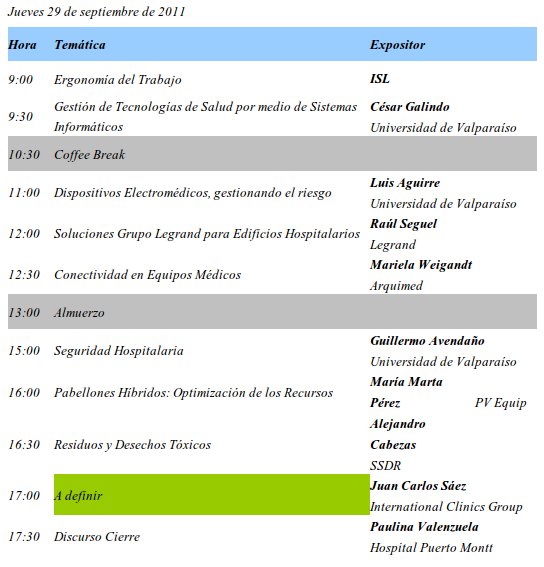 Jueves 29 de septiembre de 2011
Hora Temática Expositor
9:00 Ergonomía del Trabajo ISL
9:30 Gestión de Tecnologías de Salud por medio de Sistemas Informáticos César Galindo
Universidad de Valparaíso
10:30 Coffee Break
11:00 Dispositivos Electromédicos, gestionando el riesgo Luis Aguirre
Universidad de Valparaíso
12:00 Soluciones Grupo Legrand para Edificios Hospitalarios Raúl Seguel
Legrand
12:30 Conectividad en Equipos Médicos Mariela Weigandt
Arquimed
13:00 Almuerzo
15:00 Seguridad Hospitalaria Guillermo Avendaño
Universidad de Valparaíso
16:00 Pabellones Híbridos: Optimización de los Recursos María Marta
Pérez PV Equip
16:30 Residuos y Desechos Tóxicos Alejandro
Cabezas
SSDR
17:00 A definir Juan Carlos Sáez
International Clinics Group
17:30 Discurso Cierre Paulina Valenzuela
Hospital Puerto Montt